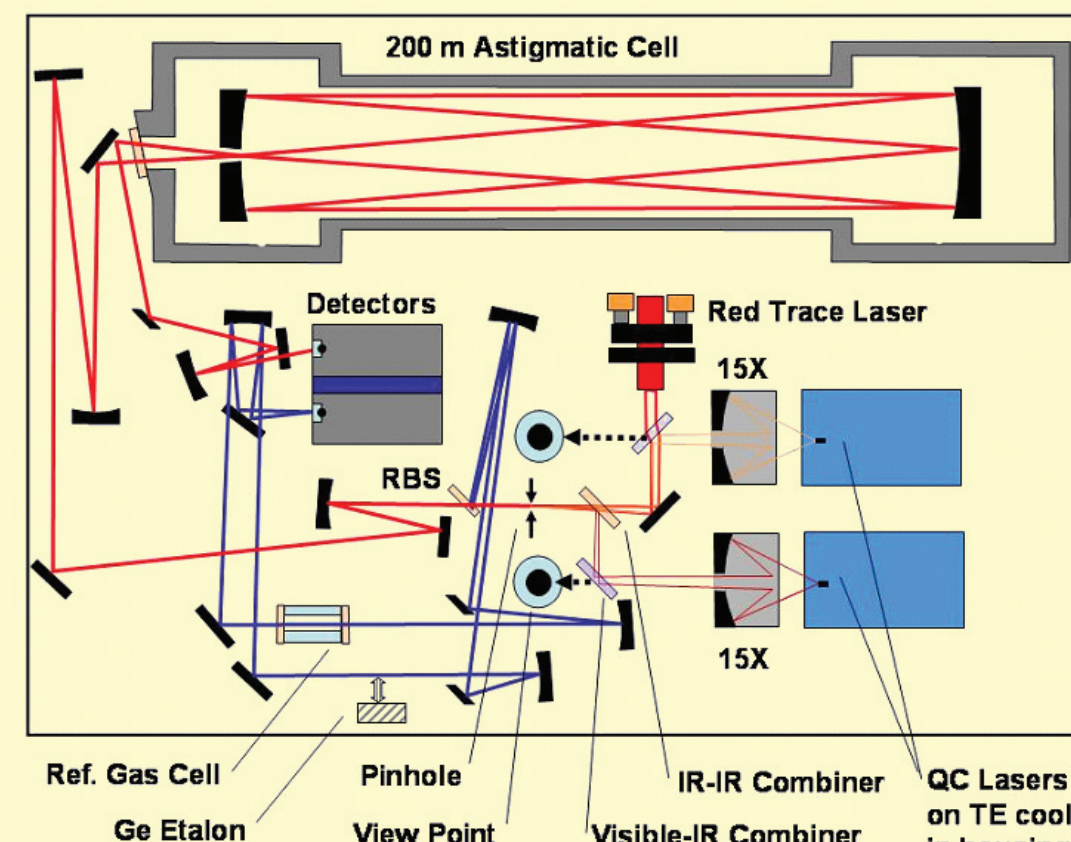 200 m Astigmatic Cell
Detectors
Red Trace Laser
15X
RBS
15X
Ref. Gas Cell
Pinhole
IR-IR Combiner
QC Lasers
on TE cool
Ge Etalon
View Point
Visible-IR Combiner